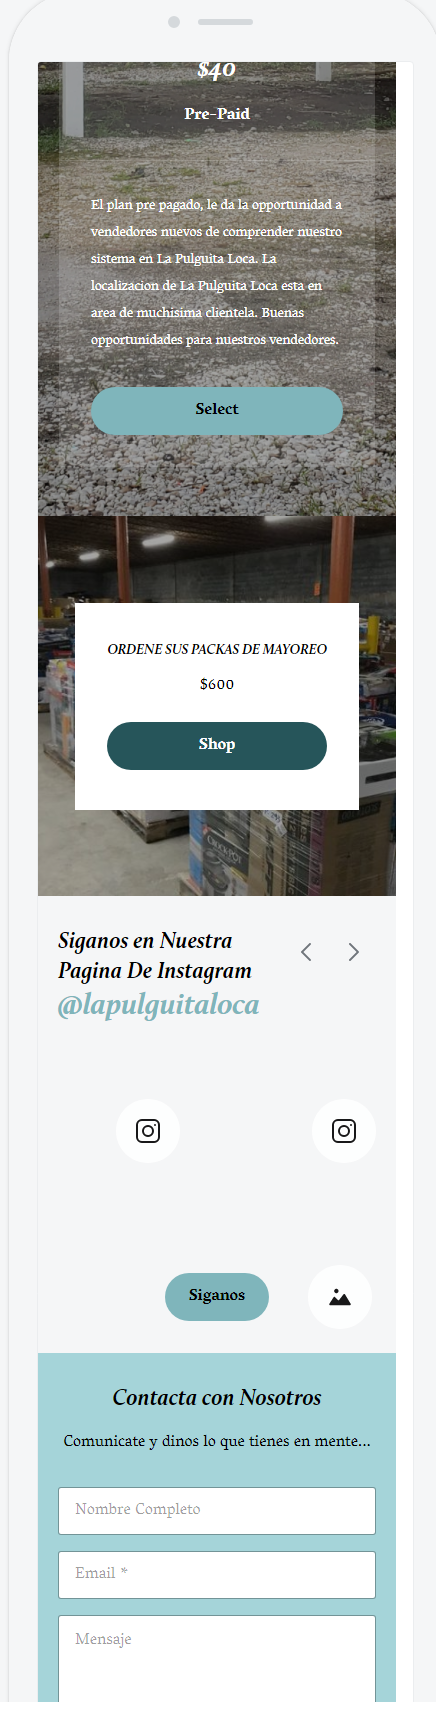 $40
Pre-Paid
El plan pre pagado, le da la opportunidad a
vendedores nuevos de comprender nuestro
sistema en La Pulguita Loca. La
localizacion de La Pulguita Loca esta en
area de muchisima clientela. Buenas
opportunidades para nuestros vendedores.
Select
ORDENE SUS PACKAS DE MAYOREO
$600
Shop
Siganos en Nuestra
Pagina De Instagram
@lapulguitaloca
Siganos
Contacta con Nosotros
Comunicate y dinos lo que tienes en mente...
Nombre Completo
Email *
Mensaje